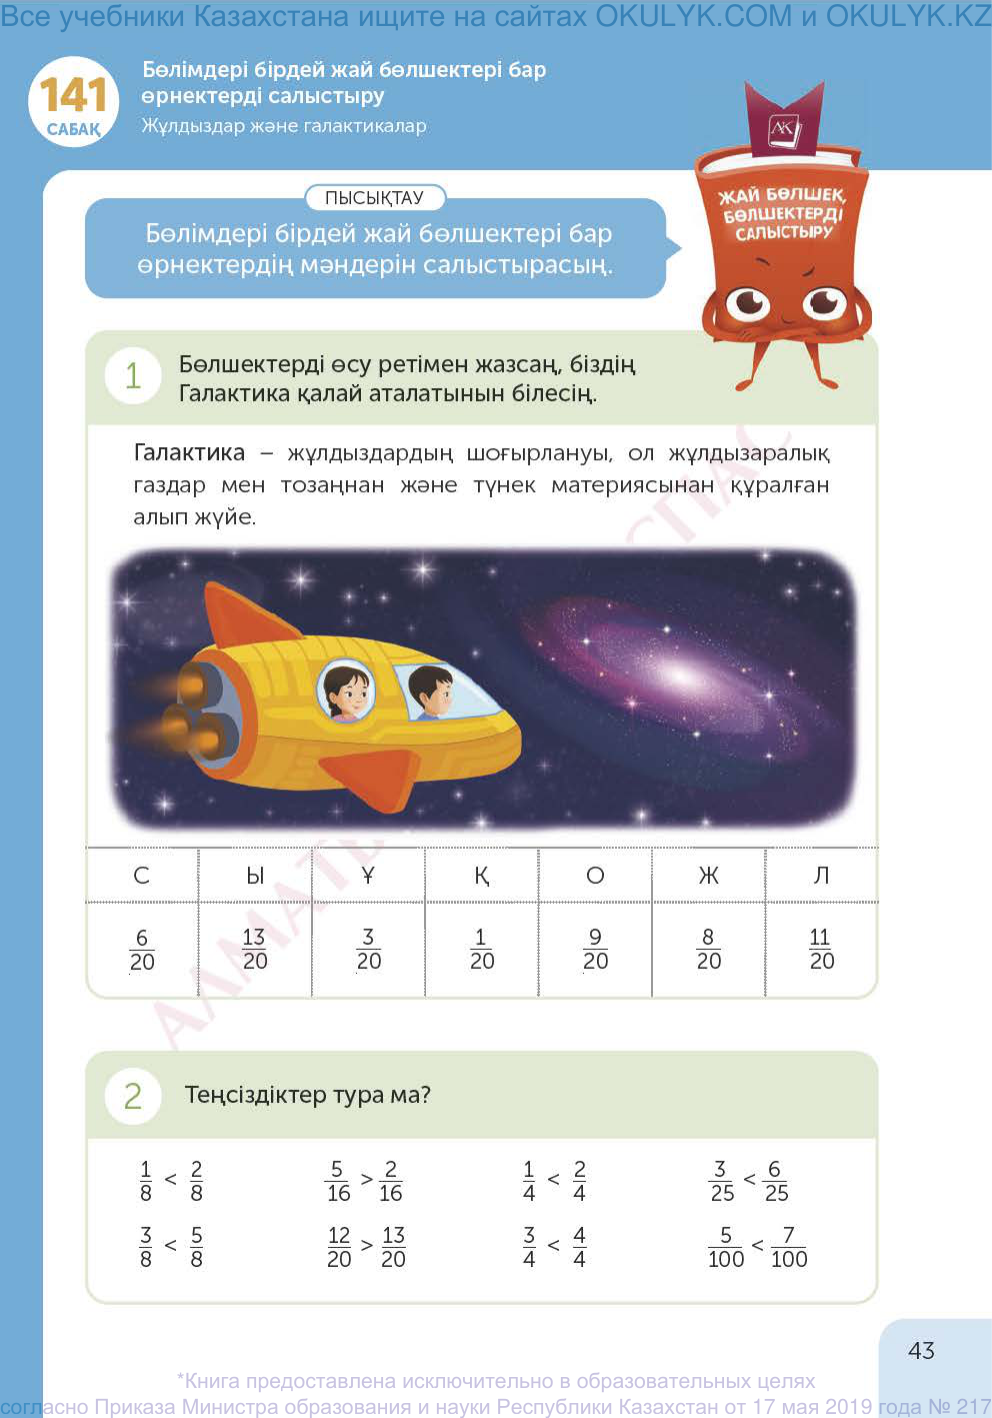 Все учебники Казахстана ищите на сайтах OKULYK.COM и OKULYK.KZ
141
САБАҚ
Бөлімдері бірдей жай бөлшектері бар
өрнектерді салыстыру
Жұлдыздар және галактикалар
ПЫСЫҚТАУ
Бөлімдері бірдей жай бөлшектері бар
өрнектердің мәндерін салыстырасың.
АК
ЖАЙ БӨЛШЕК,
БӨЛШЕКТЕРДІ
САЛЫСТЫРУ
1
Бөлшектерді өсу ретімен жазсаң, біздің
Галактика қалай аталатынын білесің.
Галактика – жұлдыздардың шоғырлануы, ол жұлдызаралық
газдар мен тозаңнан және түнек материясынан құралған
алып жүйе.
С Ы Ұ Қ О Ж Л
6/20 13/20 3/20 1/20 9/20 8/20 11/20
2
Теңсіздіктер тура ма?
1/8 < 2/8 5/16 > 2/16 1/4 < 2/4 3/25 < 6/25
3/8 < 5/8 12/20 > 13/20 3/4 < 4/4 5/100 < 7/100
43
*Книга предоставлена исключительно в образовательных целях
согласно Приказа Министра образования и науки Республики Казахстан от 17 мая 2019 года № 217